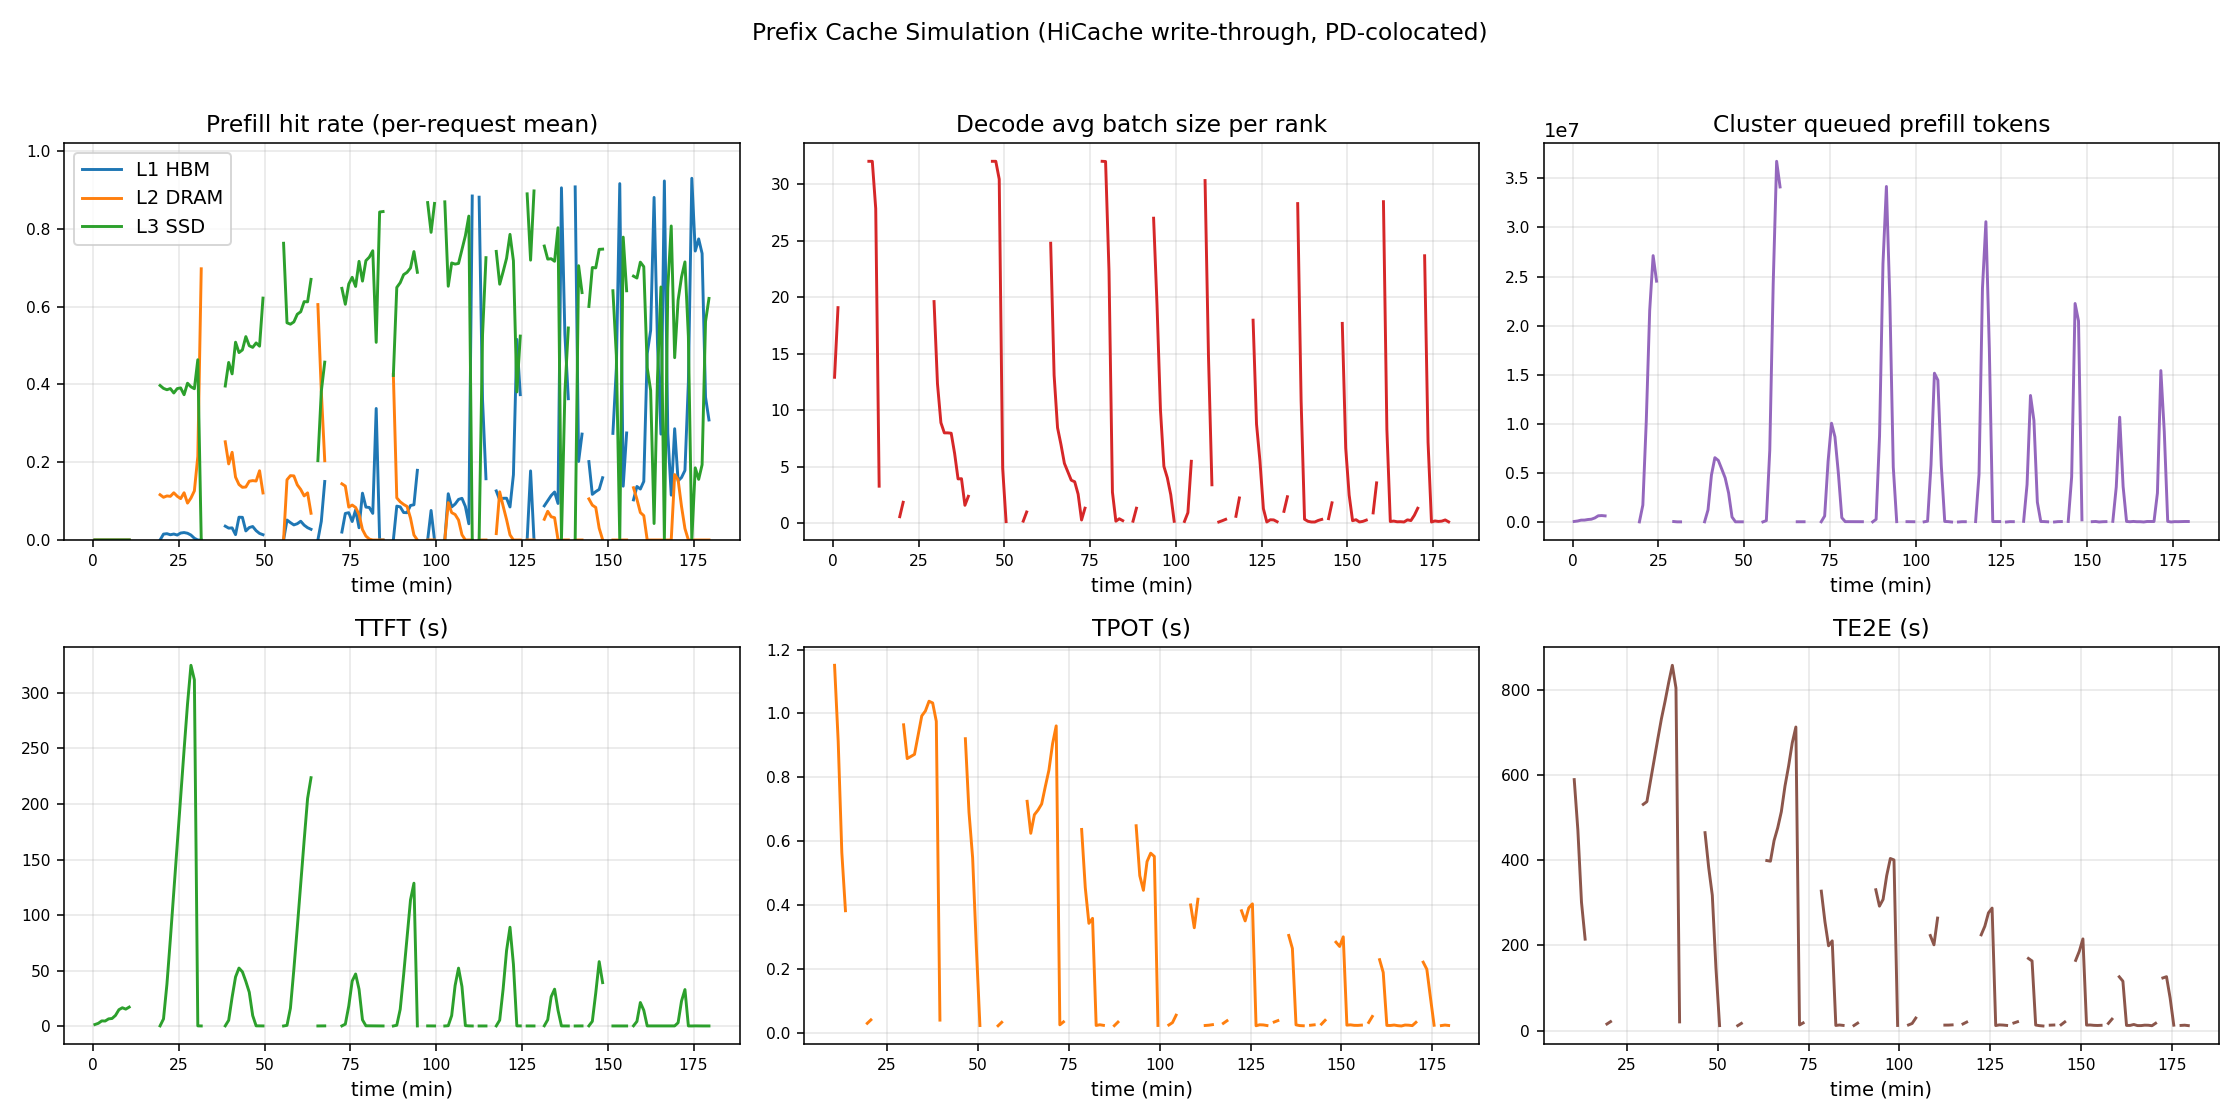 Prefix Cache Simulation (HiCache write-through, PD-colocated)
Prefill hit rate (per-request mean)
1.0
0.8
0.6
0.4
0.2
0.0
L1 HBM
L2 DRAM
L3 SSD
0 25 50 75 100 125 150 175
time (min)
Decode avg batch size per rank
30
25
20
15
10
5
0
0 25 50 75 100 125 150 175
time (min)
Cluster queued prefill tokens
1e7
3.5
3.0
2.5
2.0
1.5
1.0
0.5
0.0
0 25 50 75 100 125 150 175
time (min)
TTFT (s)
300
250
200
150
100
50
0
0 25 50 75 100 125 150 175
time (min)
TPOT (s)
1.2
1.0
0.8
0.6
0.4
0.2
0.0
25 50 75 100 125 150 175
time (min)
TE2E (s)
800
600
400
200
0
25 50 75 100 125 150 175
time (min)